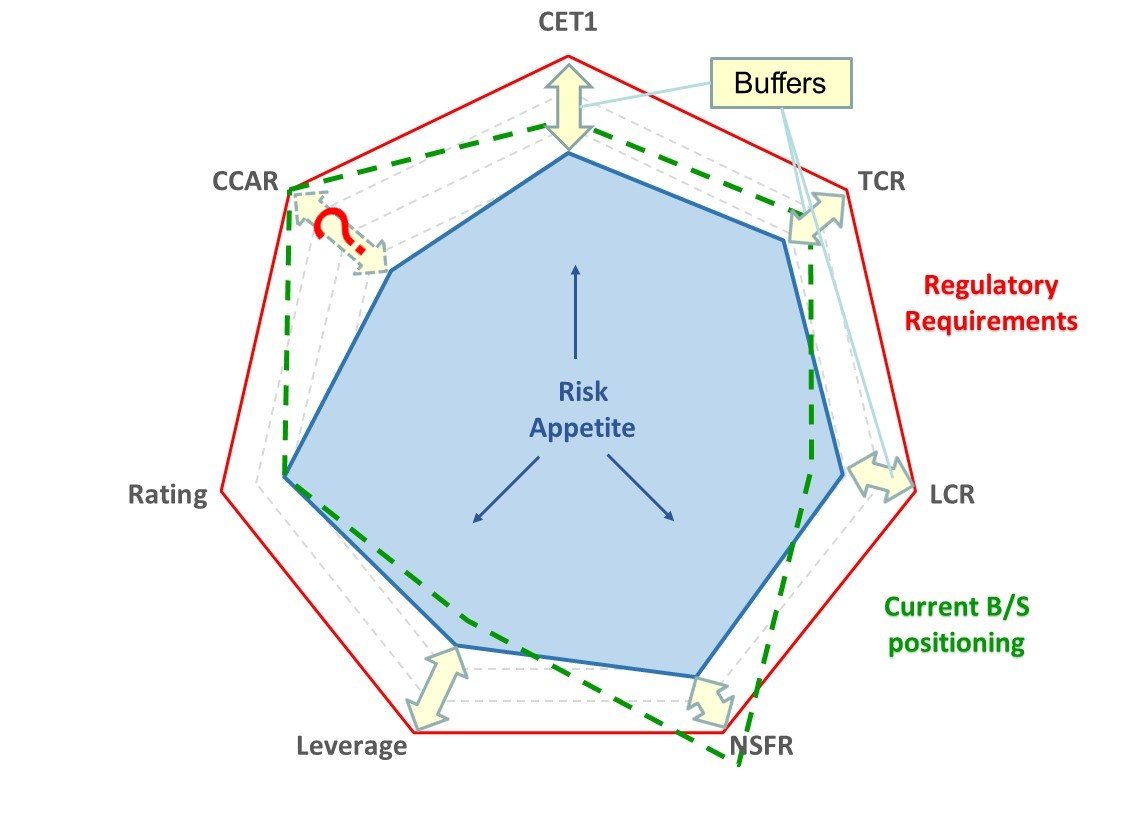 CET1
Buffers
CCAR
TCR
?
Regulatory
Requirements
Risk
Appetite
Rating
LCR
Current B/S
positioning
Leverage
NSFR